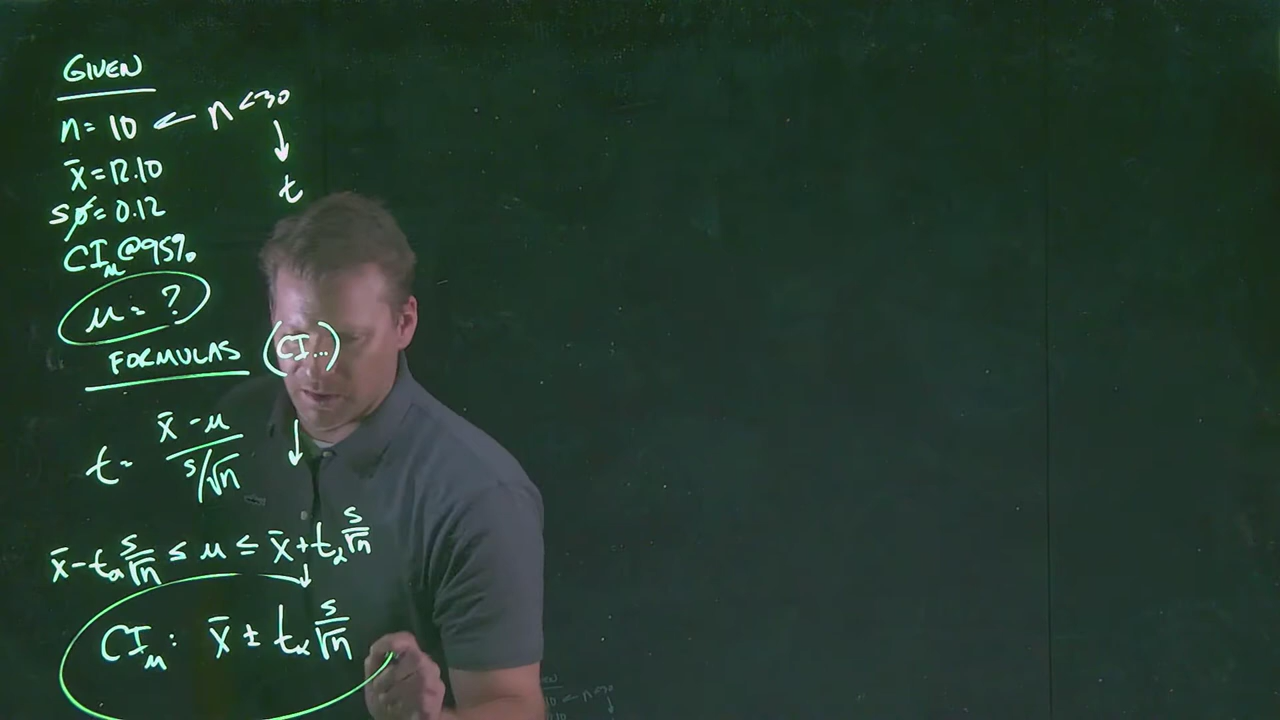 GIVEN
n = 10 ← n < 30
↓
t
x̄ = 12.10
s σ̸ = 0.12
CIμ @ 95%
μ = ?
FORMULAS (CI...)
↓
t = (x̄ - μ) / (s/√n)
x̄ - tα s/√n ≤ μ ≤ x̄ + tα s/√n
↓
CIμ: x̄ ± tα s/√n